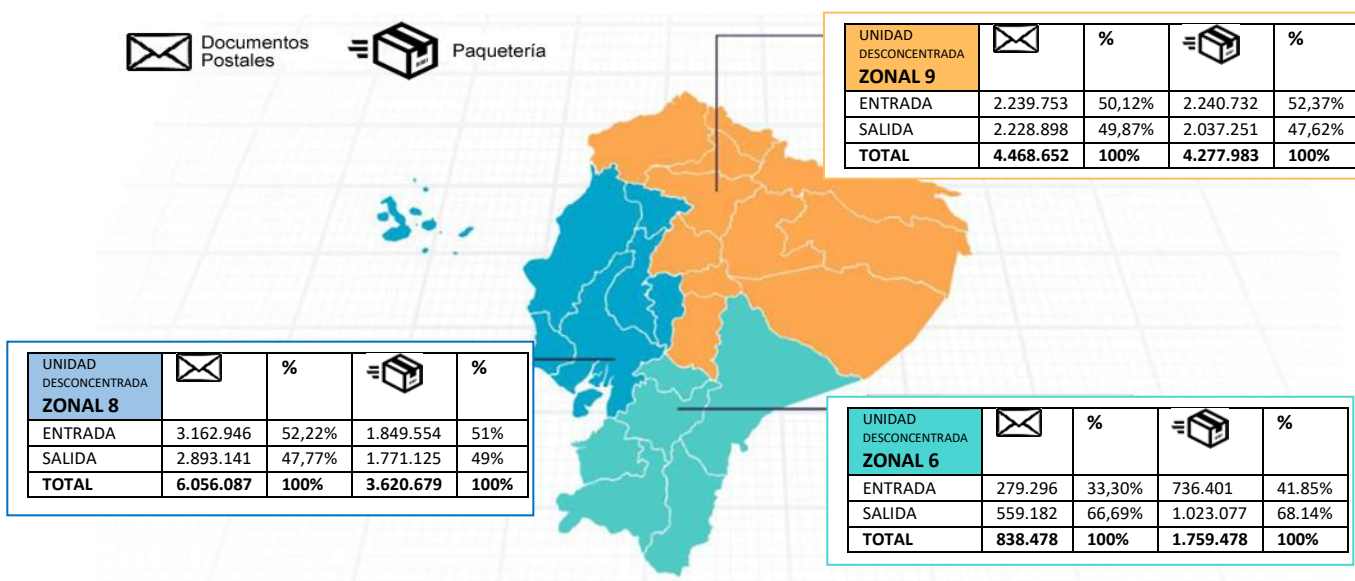 Documentos
Postales
Paquetería
UNIDAD
DESCONCENTRADA
ZONAL 9
% %
ENTRADA 2.239.753 50,12% 2.240.732 52,37%
SALIDA 2.228.898 49,87% 2.037.251 47,62%
TOTAL 4.468.652 100% 4.277.983 100%
UNIDAD
DESCONCENTRADA
ZONAL 8
% %
ENTRADA 3.162.946 52,22% 1.849.554 51%
SALIDA 2.893.141 47,77% 1.771.125 49%
TOTAL 6.056.087 100% 3.620.679 100%
UNIDAD
DESCONCENTRADA
ZONAL 6
% %
ENTRADA 279.296 33,30% 736.401 41.85%
SALIDA 559.182 66,69% 1.023.077 68.14%
TOTAL 838.478 100% 1.759.478 100%